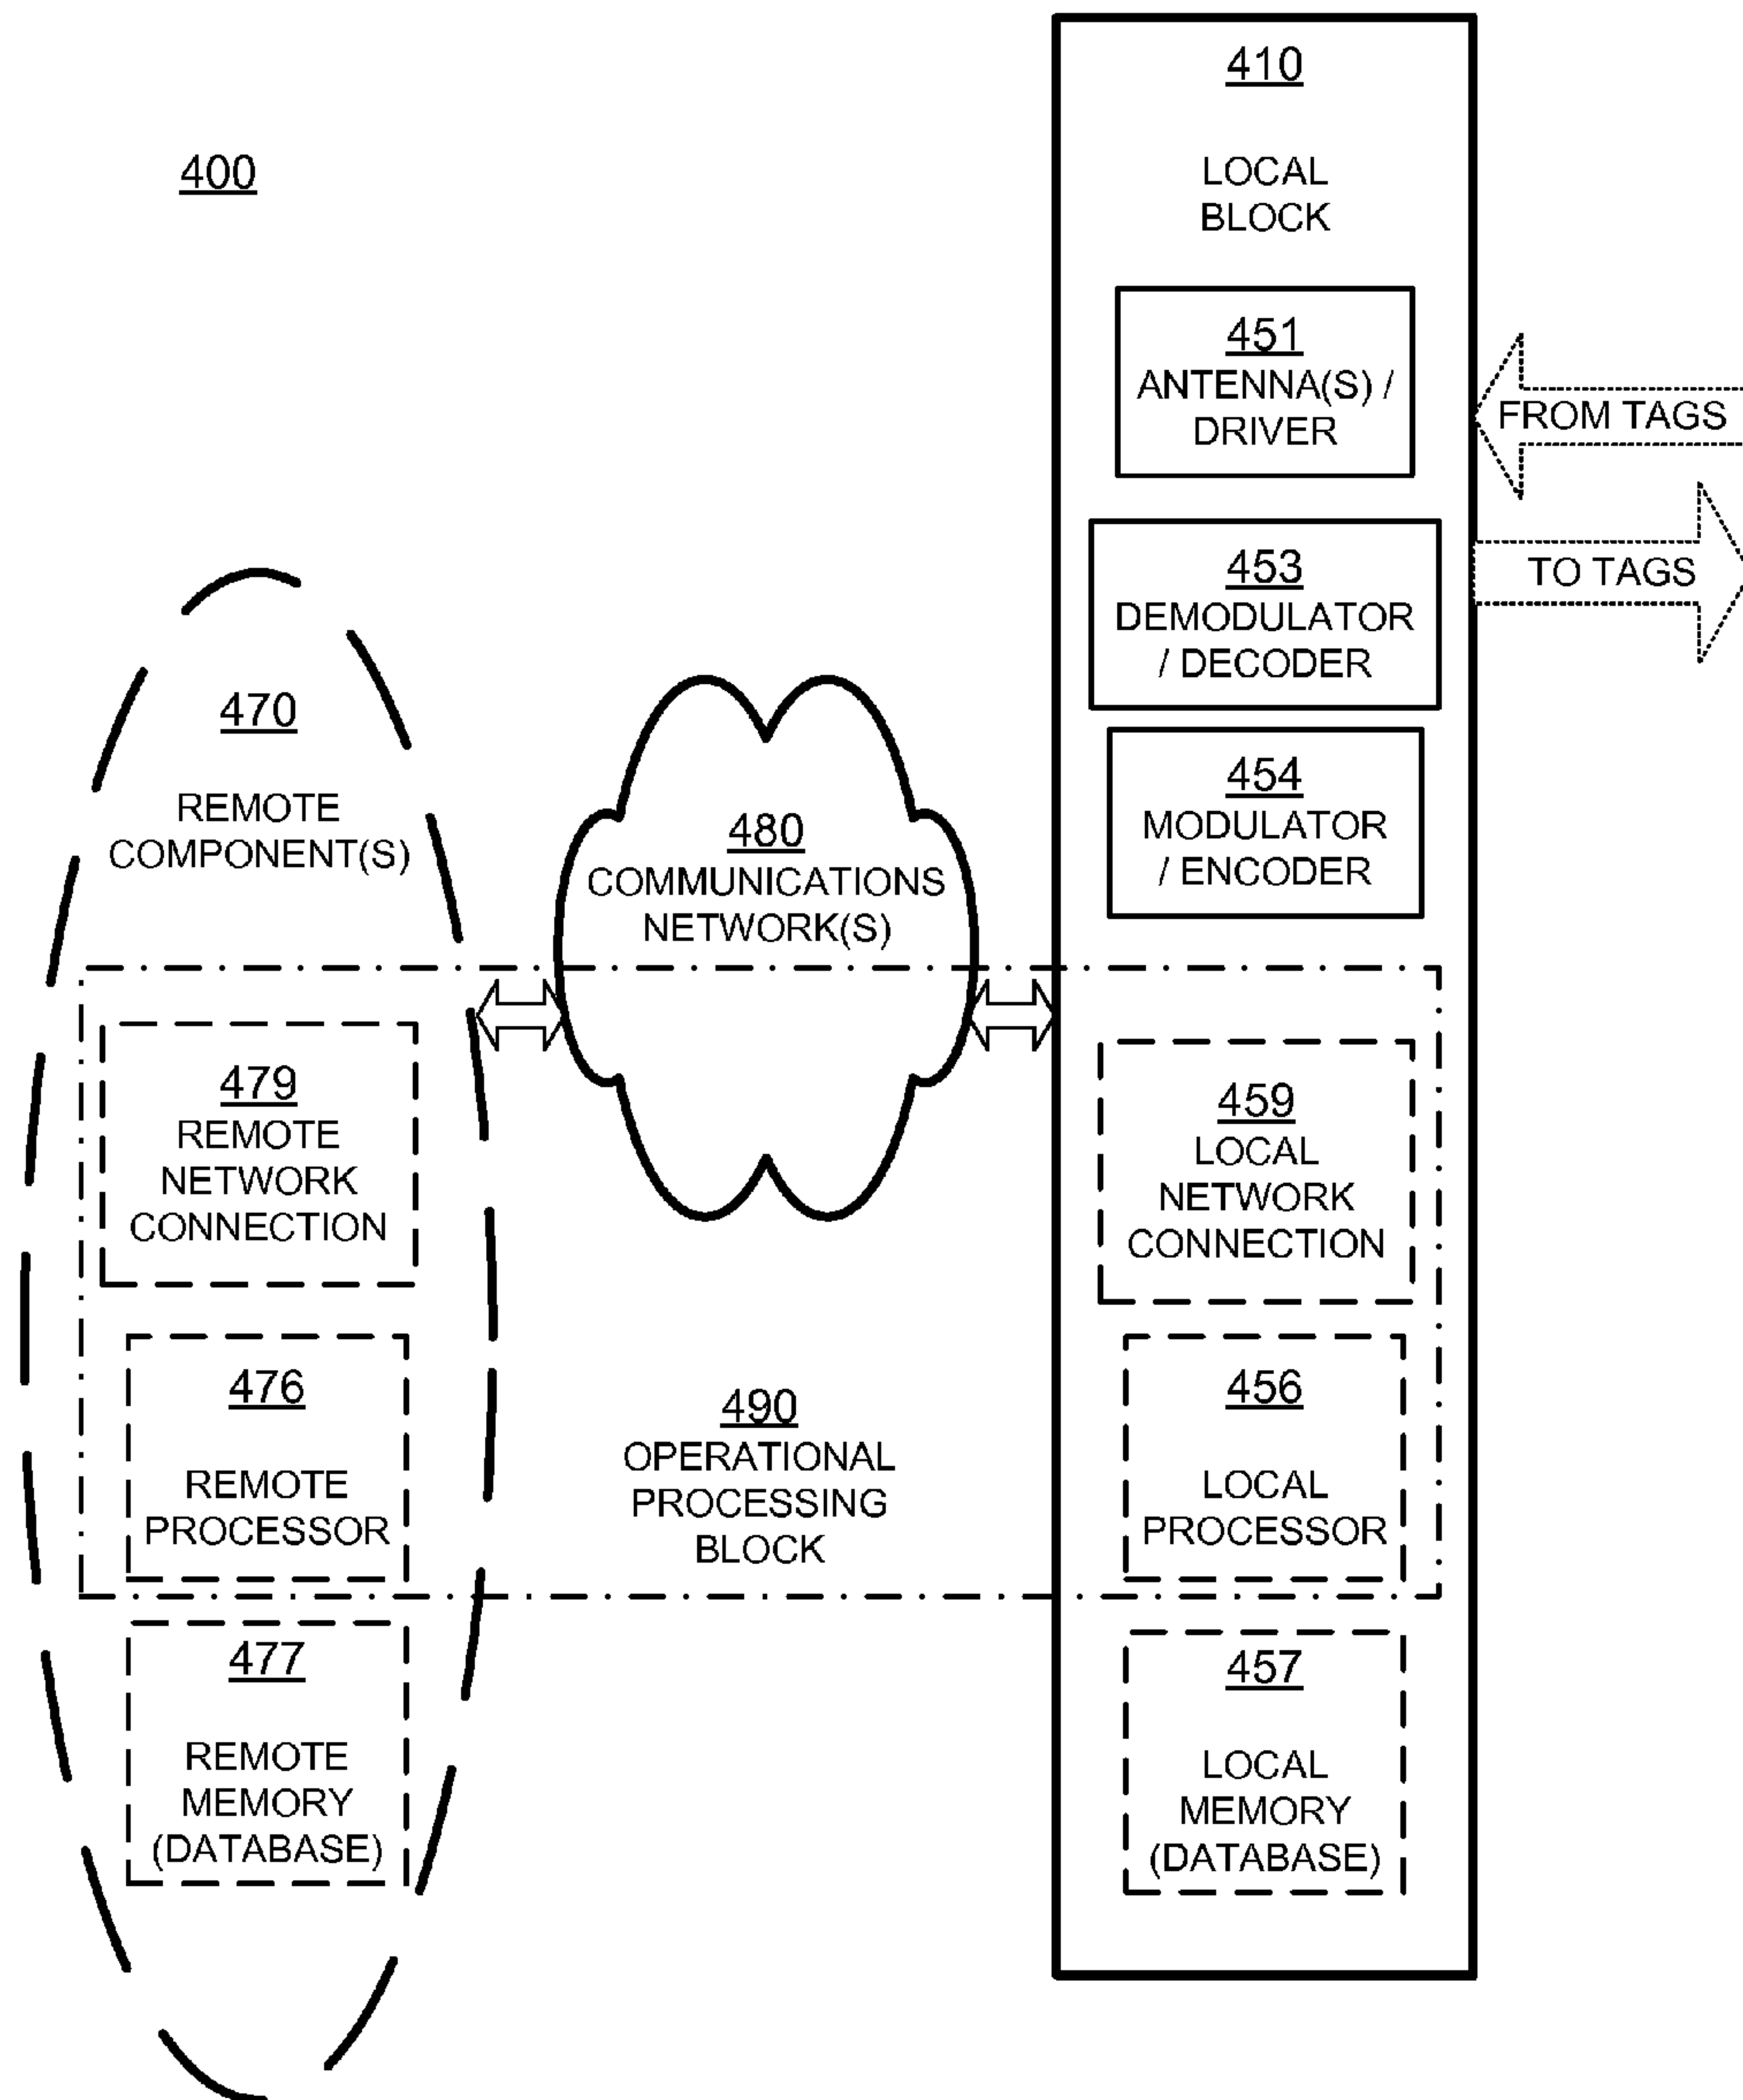 400
410
LOCAL
BLOCK
451
ANTENNA(S) /
DRIVER
FROM TAGS
453
DEMODULATOR
/ DECODER
TO TAGS
454
MODULATOR
/ ENCODER
470
REMOTE
COMPONENT(S)
480
COMMUNICATIONS
NETWORK(S)
479
REMOTE
NETWORK
CONNECTION
459
LOCAL
NETWORK
CONNECTION
476
REMOTE
PROCESSOR
490
OPERATIONAL
PROCESSING
BLOCK
456
LOCAL
PROCESSOR
477
REMOTE
MEMORY
(DATABASE)
457
LOCAL
MEMORY
(DATABASE)